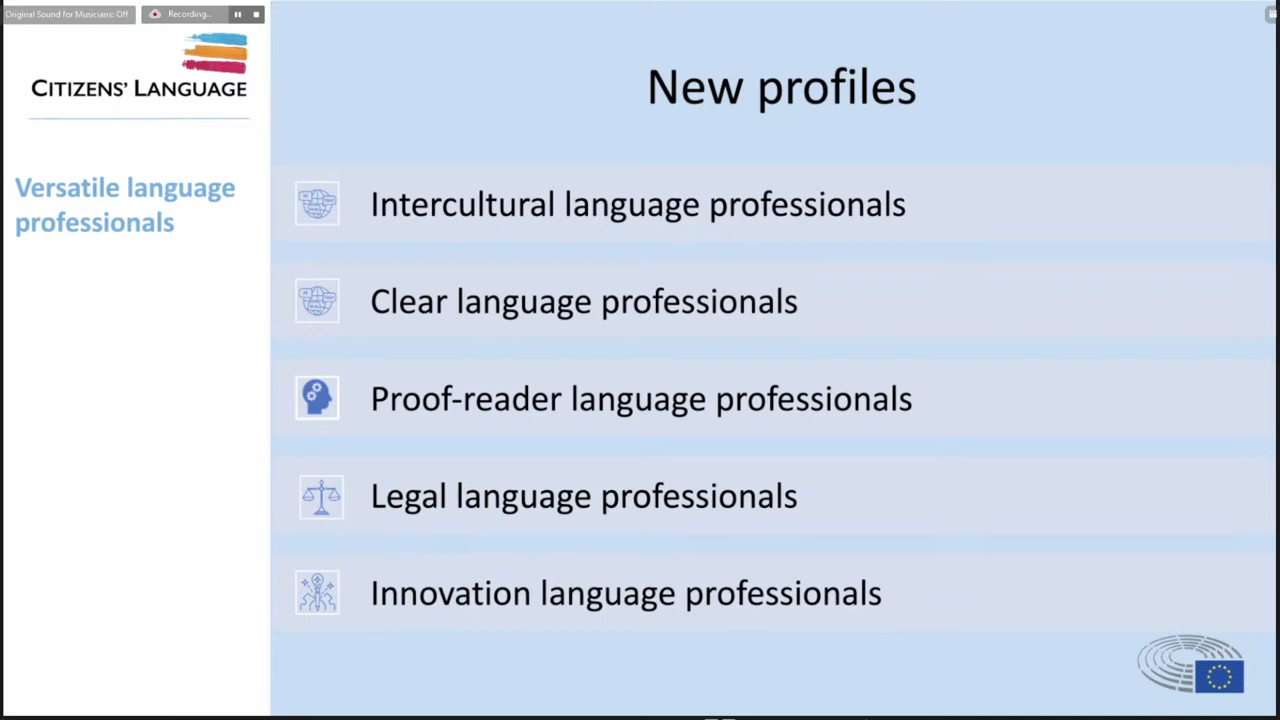 Original Sound for Musicians: Off
Recording...
CITIZENS' LANGUAGE
Versatile language
professionals
New profiles
Intercultural language professionals
Clear language professionals
Proof-reader language professionals
Legal language professionals
Innovation language professionals